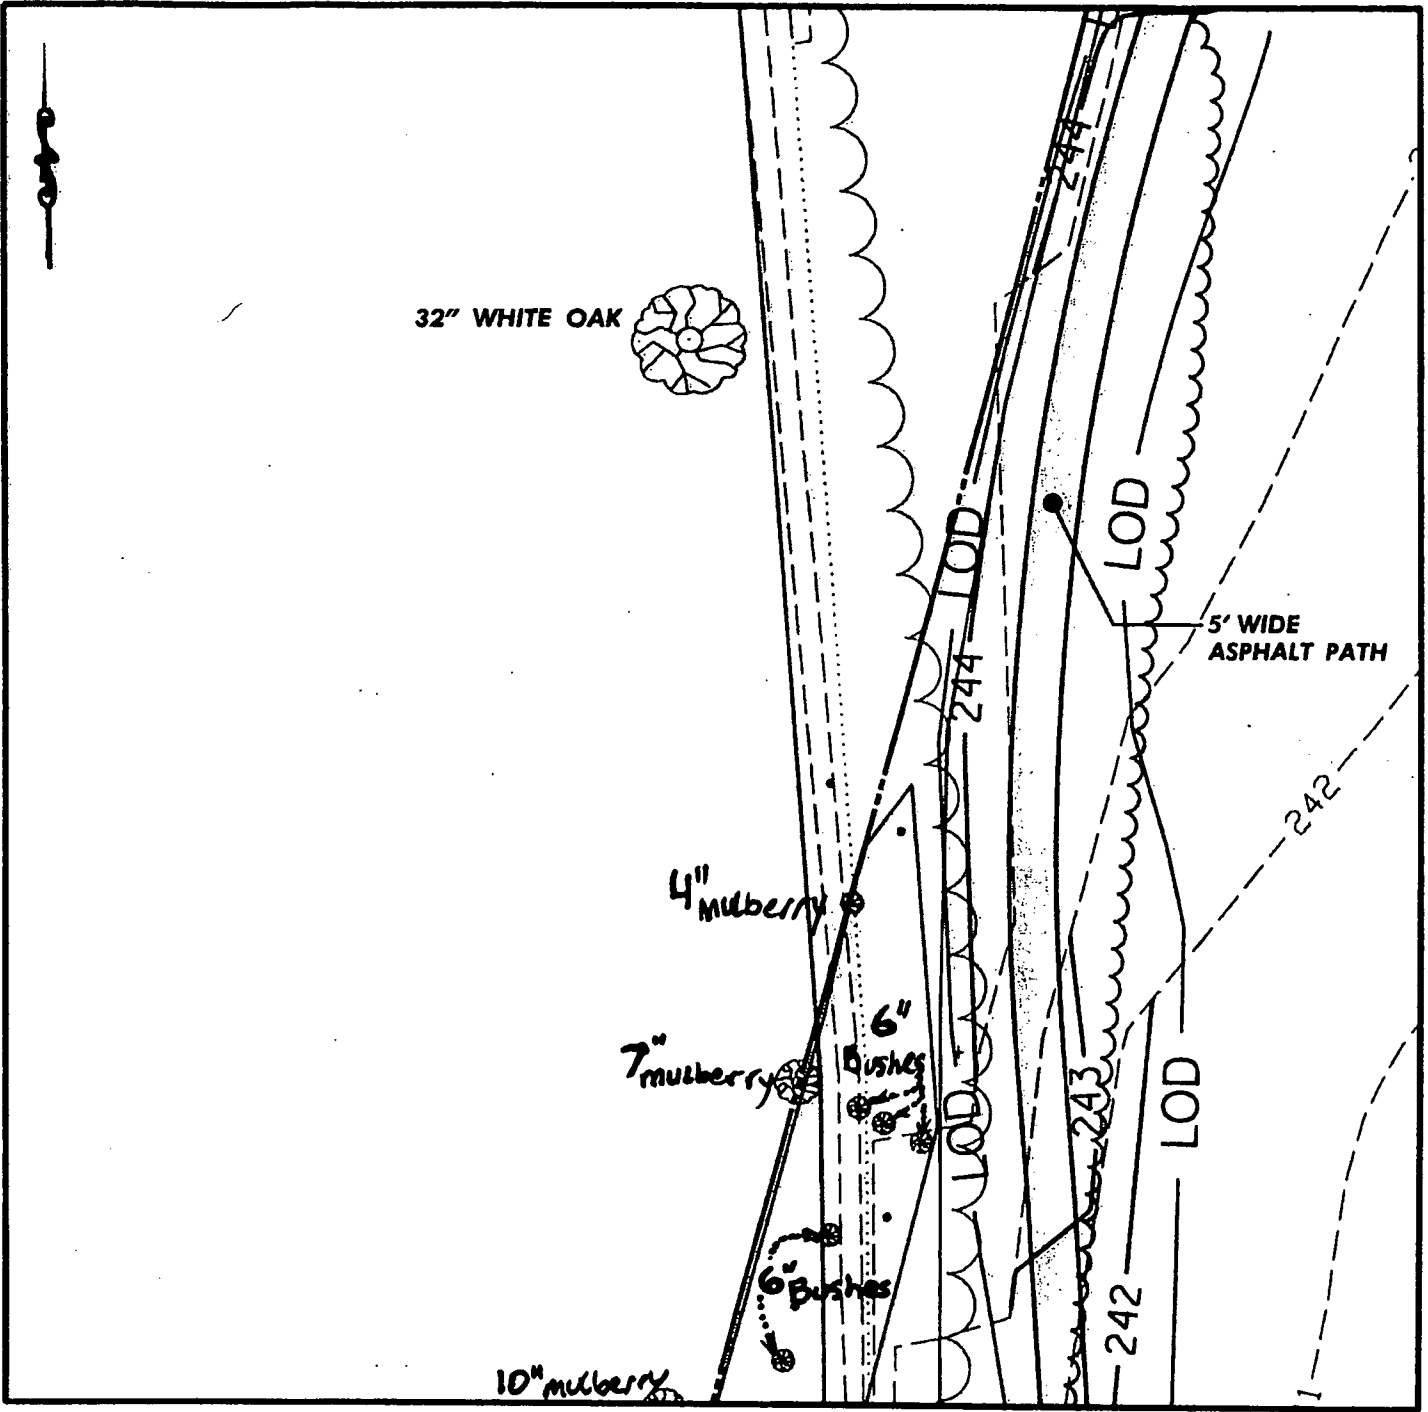 244
32" WHITE OAK
LOD
LOD
5' WIDE
ASPHALT PATH
244
242
4" Mulberry
6"
Bushes
7" mulberry
243
LOD
LOD
6" Bushes
242
10" mulberry
1